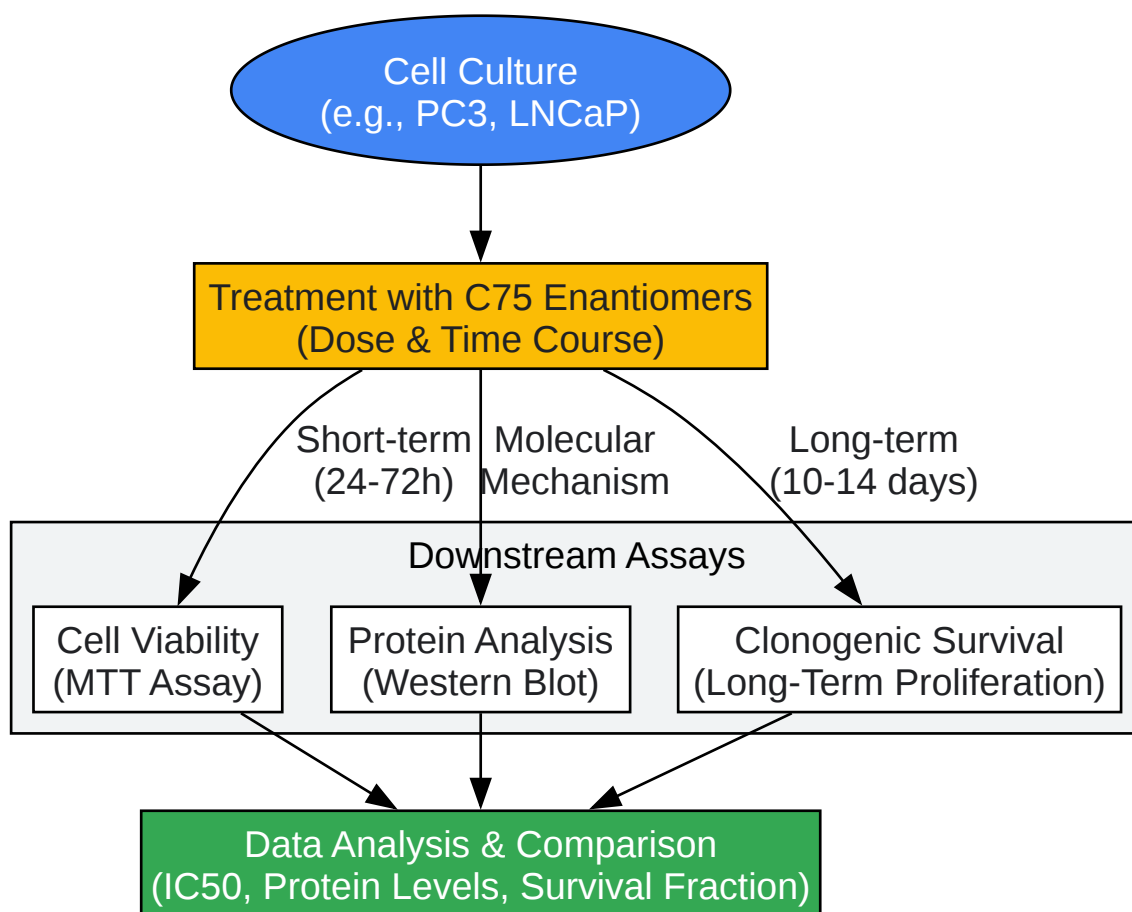 Cell Culture
(e.g., PC3, LNCaP)
Treatment with C75 Enantiomers
(Dose & Time Course)
Short-term
(24-72h)
Molecular
Mechanism
Long-term
(10-14 days)
Downstream Assays
Cell Viability
(MTT Assay)
Protein Analysis
(Western Blot)
Clonogenic Survival
(Long-Term Proliferation)
Data Analysis & Comparison
(IC50, Protein Levels, Survival Fraction)